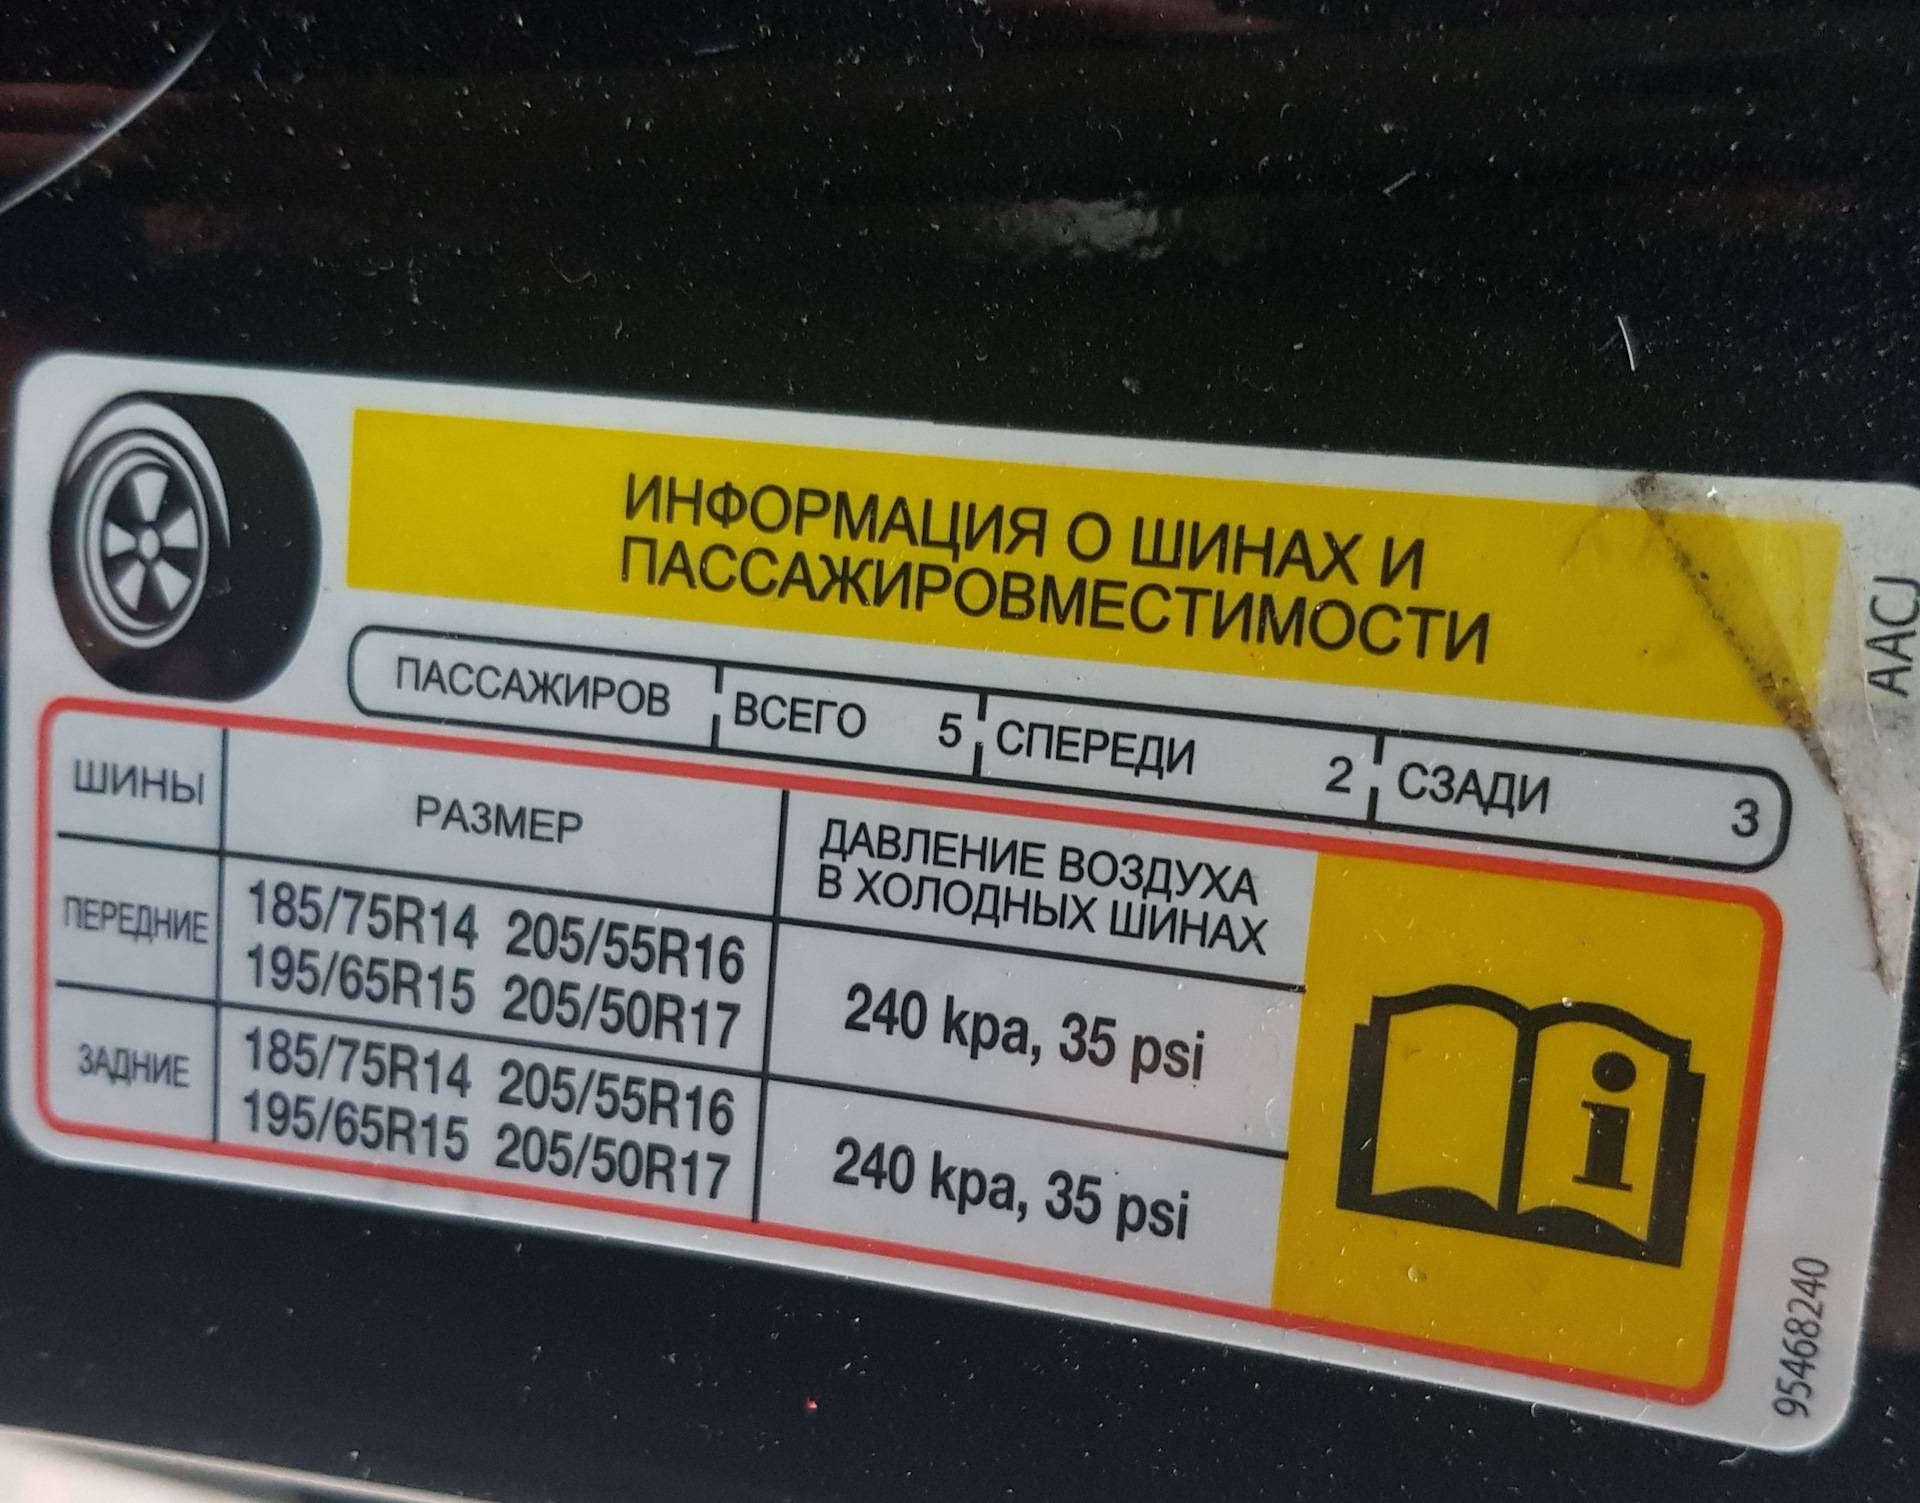 ИНФОРМАЦИЯ О ШИНАХ И
ПАССАЖИРОВМЕСТИМОСТИ
ПАССАЖИРОВ ВСЕГО 5 СПЕРЕДИ 2 СЗАДИ 3
ШИНЫ РАЗМЕР ДАВЛЕНИЕ ВОЗДУХА
В ХОЛОДНЫХ ШИНАХ
ПЕРЕДНИЕ 185/75R14 205/55R16
195/65R15 205/50R17
240 kpa, 35 psi
ЗАДНИЕ 185/75R14 205/55R16
195/65R15 205/50R17
240 kpa, 35 psi
i
AACJ
95468240